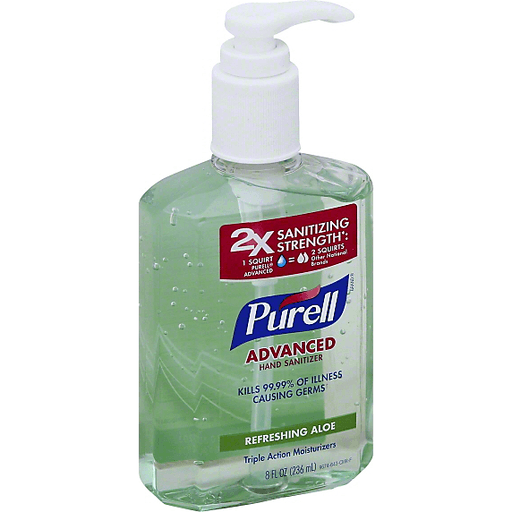 2X SANITIZING STRENGTH*:
1 SQUIRT PURELL® ADVANCED = 2 SQUIRTS Other National Brands
Purell
ADVANCED
HAND SANITIZER
KILLS 99.99% OF ILLNESS
CAUSING GERMS
REFRESHING ALOE
Triple Action Moisturizers
8 FL OZ (236 mL)